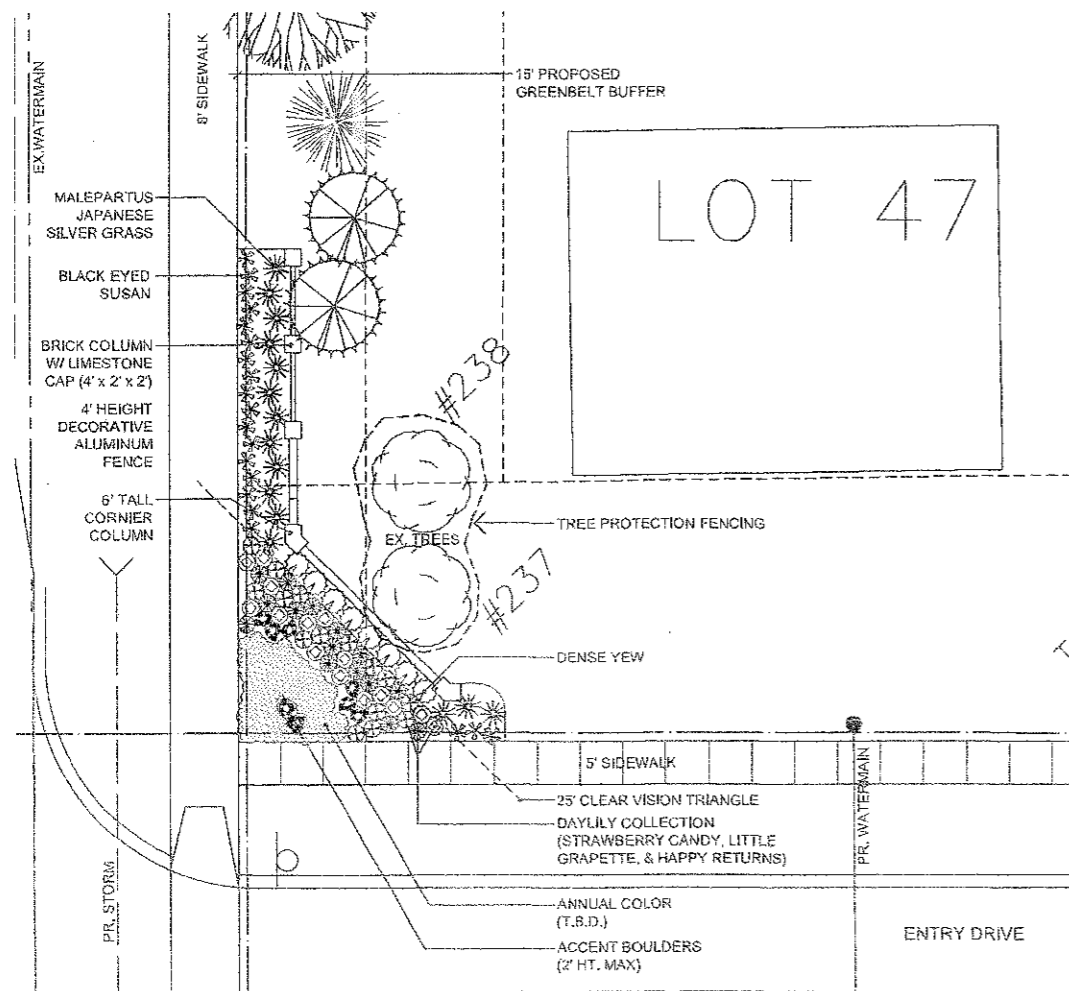 EX.WATERMAIN
8' SIDEWALK
15' PROPOSED
GREENBELT BUFFER
LOT 47
MALEPARTUS
JAPANESE
SILVER GRASS
BLACK EYED
SUSAN
BRICK COLUMN
W/ LIMESTONE
CAP (4' x 2' x 2')
4' HEIGHT
DECORATIVE
ALUMINUM
FENCE
6' TALL
CORNIER
COLUMN
#238
TREE PROTECTION FENCING
EX. TREES
#237
DENSE YEW
5' SIDEWALK
25' CLEAR VISION TRIANGLE
DAYLILY COLLECTION
(STRAWBERRY CANDY, LITTLE
GRAPETTE, & HAPPY RETURNS)
PR. WATERMAIN
PR. STORM
ANNUAL COLOR
(T.B.D.)
ACCENT BOULDERS
(2' HT. MAX)
ENTRY DRIVE